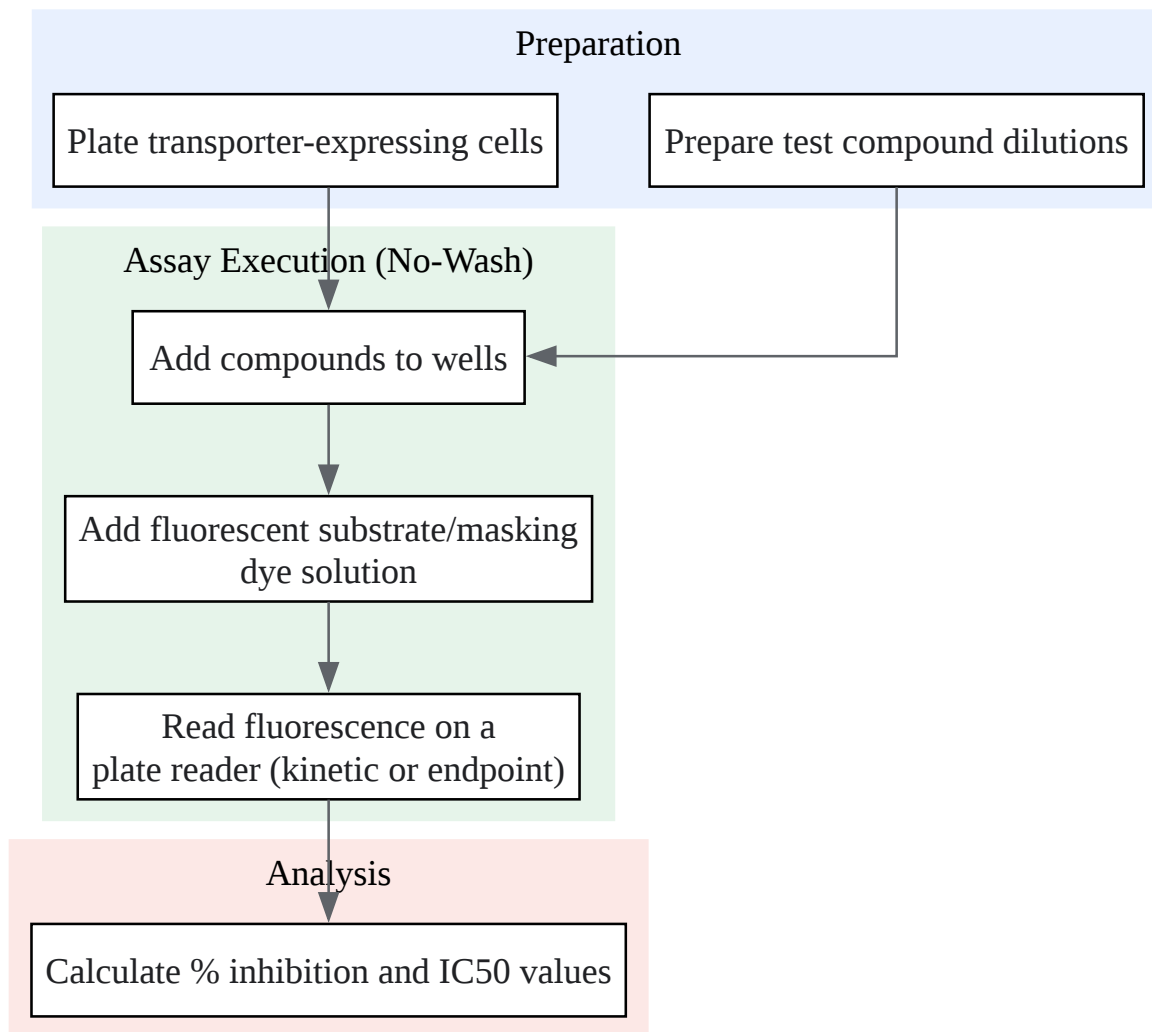 Preparation
Plate transporter-expressing cells
Prepare test compound dilutions
Assay Execution (No-Wash)
Add compounds to wells
Add fluorescent substrate/masking
dye solution
Read fluorescence on a
plate reader (kinetic or endpoint)
Analysis
Calculate % inhibition and IC50 values